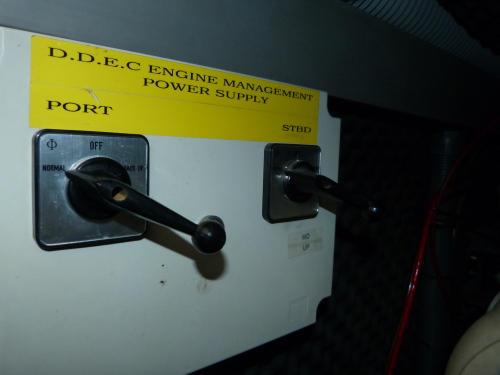 D.D.E.C ENGINE MANAGEMENT
POWER SUPPLY
PORT
STBD
OFF
NORMAL